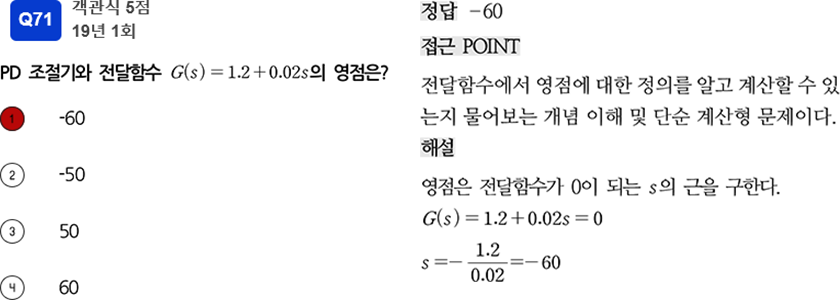 Q71
객관식 5점
19년 1회
PD 조절기와 전달함수 G(s)=1.2+0.02s의 영점은?
1 -60
2 -50
3 50
4 60
정답 -60
접근 POINT
전달함수에서 영점에 대한 정의를 알고 계산할 수 있
는지 물어보는 개념 이해 및 단순 계산형 문제이다.
해설
영점은 전달함수가 0이 되는 s의 근을 구한다.
G(s)=1.2+0.02s=0
s=-1.2/0.02=-60